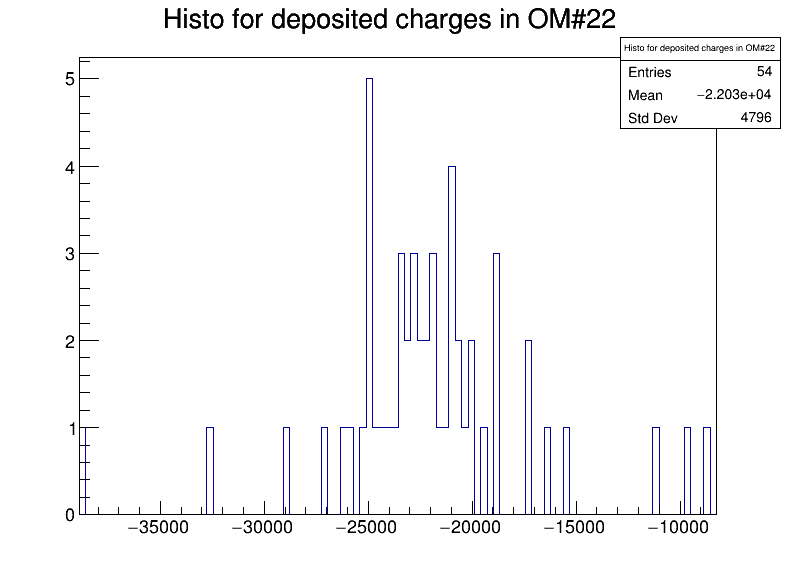 Histo for deposited charges in OM#22
Histo for deposited charges in OM#22
Entries 54
Mean −2.203e+04
Std Dev 4796
5
4
3
2
1
0
−35000 −30000 −25000 −20000 −15000 −10000